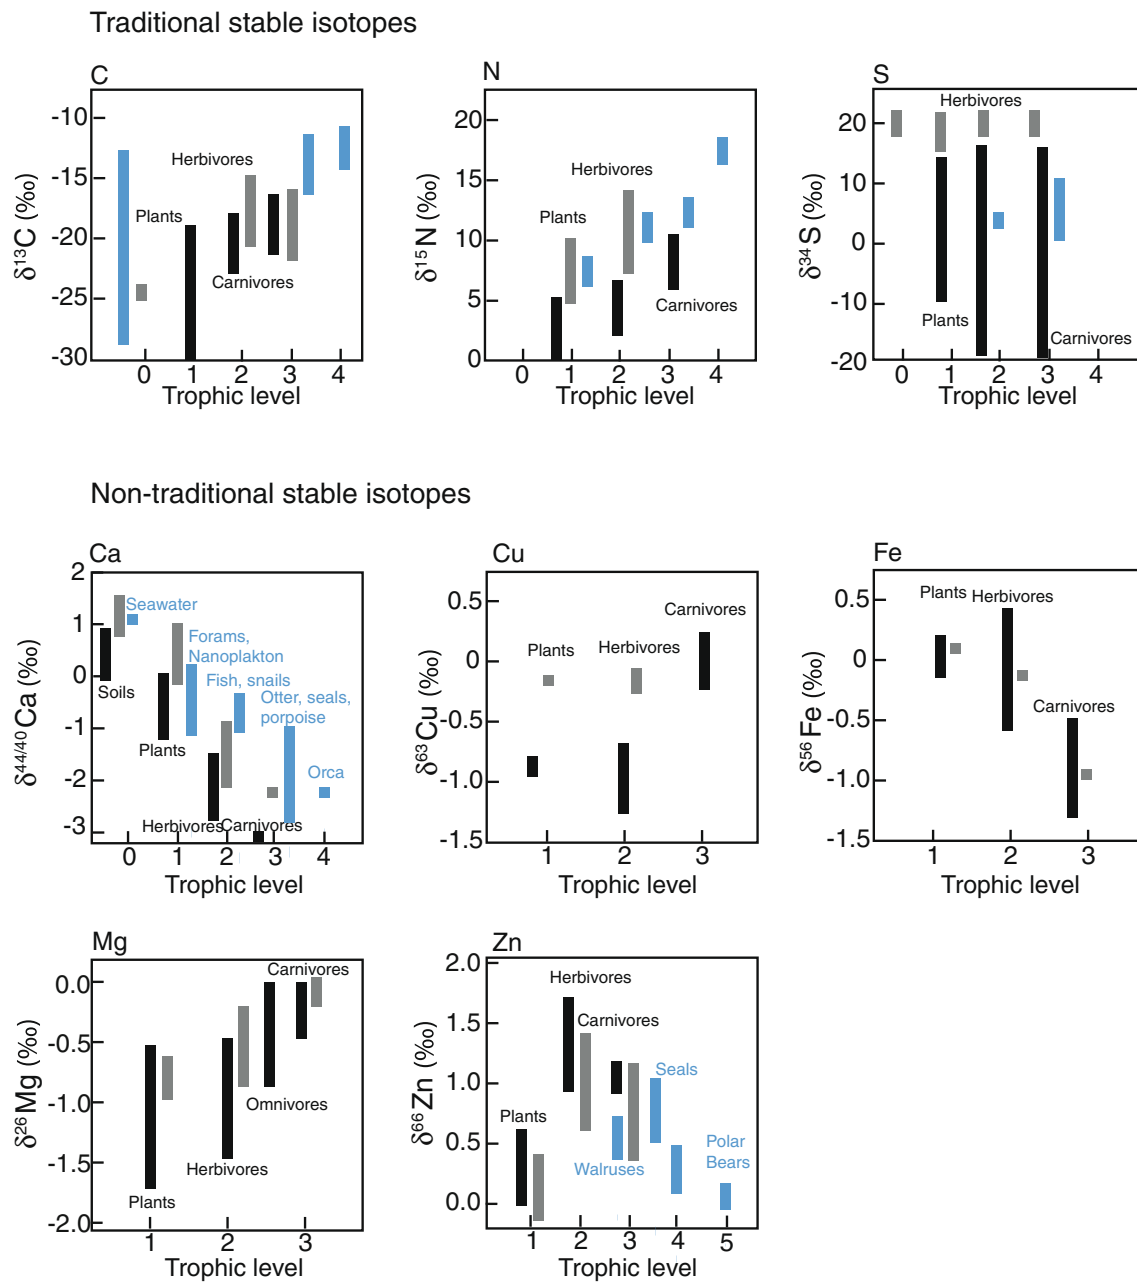 Traditional stable isotopes
C
δ13C (‰)
-10
-15
-20
-25
-30
Herbivores
Plants
Carnivores
0 1 2 3 4
Trophic level
N
δ15N (‰)
20
15
10
5
0
Herbivores
Plants
Carnivores
0 1 2 3 4
Trophic level
S
δ34S (‰)
20
10
0
-10
-20
Herbivores
Plants
Carnivores
0 1 2 3 4
Trophic level
Non-traditional stable isotopes
Ca
δ44/40Ca (‰)
2
1
0
-1
-2
-3
Seawater
Forams,
Nanoplakton
Soils
Fish, snails
Otter, seals,
porpoise
Plants
Orca
Herbivores
Carnivores
0 1 2 3 4
Trophic level
Cu
δ63Cu (‰)
0.5
0
-0.5
-1.0
-1.5
Carnivores
Plants
Herbivores
1 2 3
Trophic level
Fe
δ56Fe (‰)
0.5
0
-0.5
-1.0
-1.5
Plants
Herbivores
Carnivores
1 2 3
Trophic level
Mg
δ26Mg (‰)
0.0
-0.5
-1.0
-1.5
-2.0
Carnivores
Omnivores
Herbivores
Plants
1 2 3
Trophic level
Zn
δ66Zn (‰)
2.0
1.5
1.0
0.5
0.0
Herbivores
Carnivores
Seals
Plants
Polar
Bears
Walruses
1 2 3 4 5
Trophic level